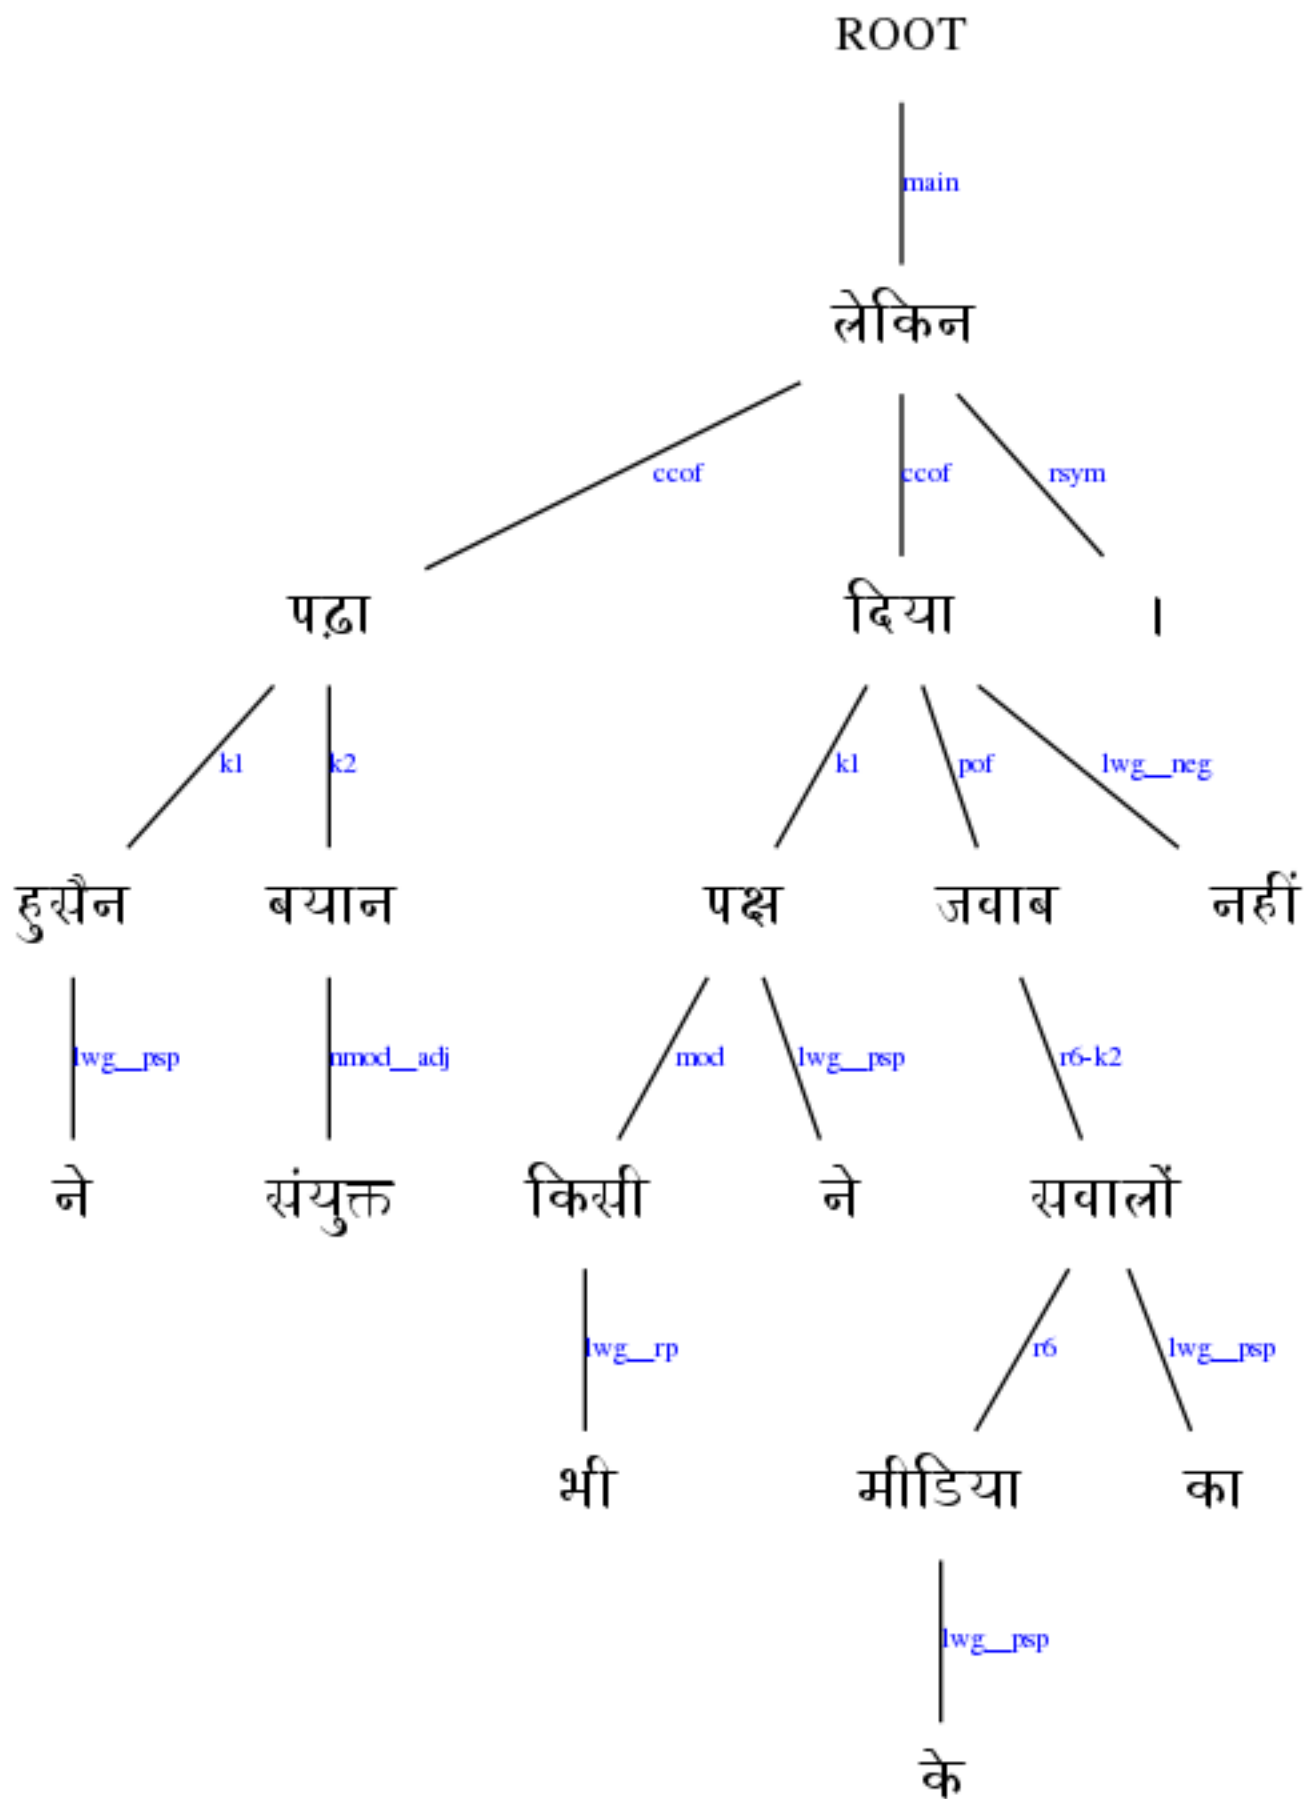 ROOT
main
लेकिन
ccof ccof rsym
पढ़ा दिया ।
k1 k2 k1 pof lwg__neg
हुसैन बयान पक्ष जवाब नहीं
lwg__psp nmod__adj mod lwg__psp r6-k2
ने संयुक्त किसी ने सवालों
lwg__rp r6 lwg__psp
भी मीडिया का
lwg__psp
के